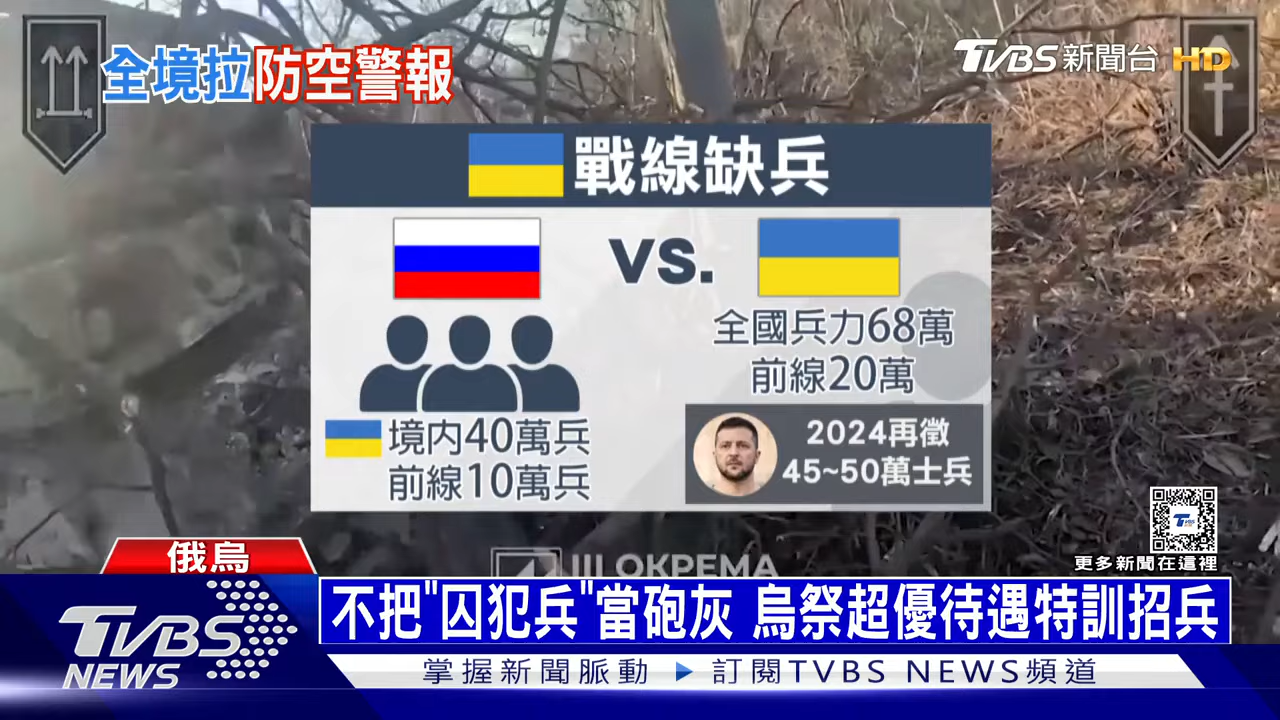 全境拉防空警報
TVBS新聞台 HD
戰線缺兵
vs.
全國兵力68萬
前線20萬
境內40萬兵
前線10萬兵
2024再徵
45~50萬士兵
III OKPEMA
更多新聞在這裡
俄烏
TVBS
NEWS
不把"囚犯兵"當砲灰 烏祭超優待遇特訓招兵
掌握新聞脈動 ▶ 訂閱TVBS NEWS頻道